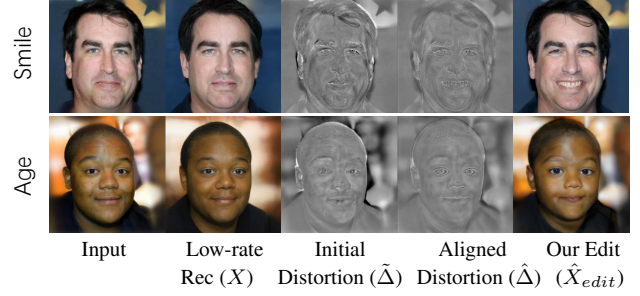 Smile
Age
Input Low-rate Initial Aligned Our Edit
Rec (X) Distortion (Δ̃) Distortion (Δ̂) (X̂_{edit})